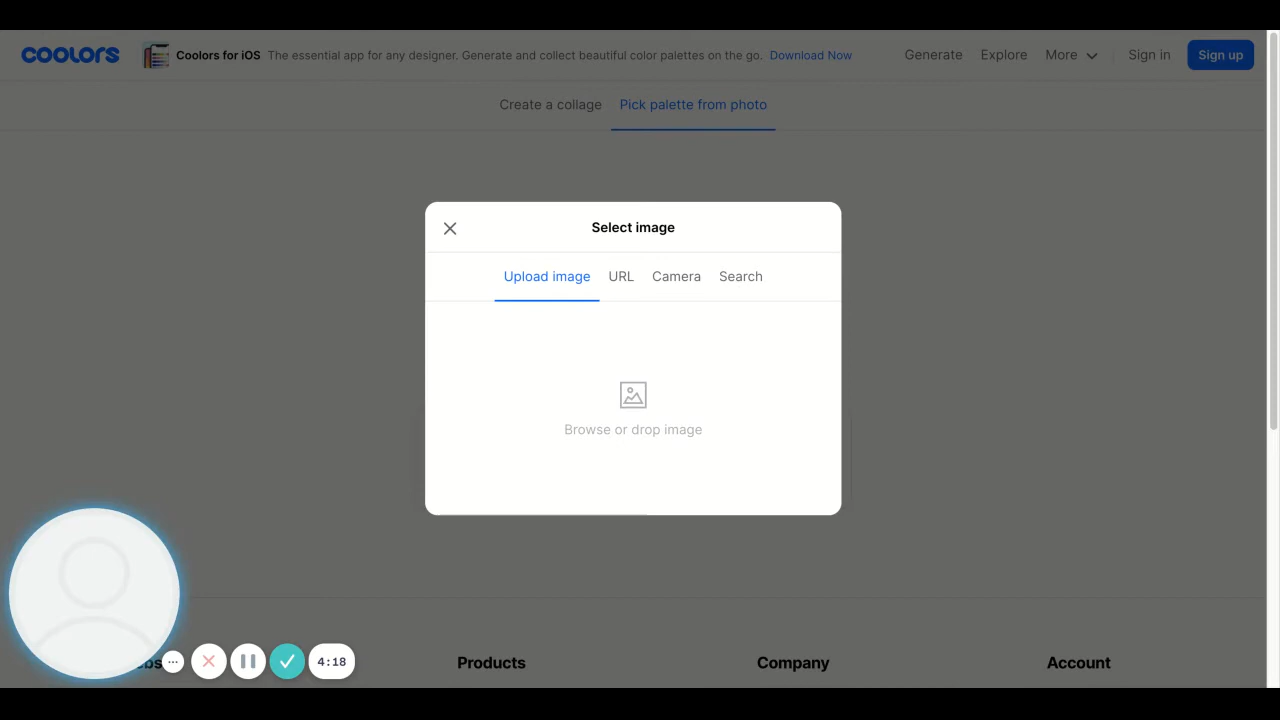 coolors
Coolors for iOS The essential app for any designer. Generate and collect beautiful color palettes on the go. Download Now
Generate Explore More Sign in Sign up
Create a collage Pick palette from photo
Select image
Upload image URL Camera Search
Browse or drop image
Products Company Account
4:18